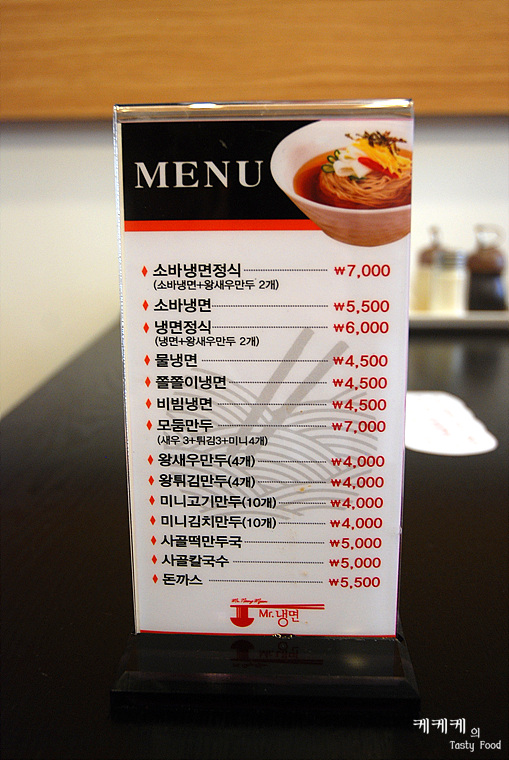 MENU
소바냉면정식 ₩7,000
(소바냉면+왕새우만두 2개)
소바냉면 ₩5,500
냉면정식 ₩6,000
(냉면+왕새우만두 2개)
물냉면 ₩4,500
쫄쫄이냉면 ₩4,500
비빔냉면 ₩4,500
모둠만두 ₩7,000
(새우 3+튀김3+미니4개)
왕새우만두(4개) ₩4,000
왕튀김만두(4개) ₩4,000
미니고기만두(10개) ₩4,000
미니김치만두(10개) ₩4,000
사골떡만두국 ₩5,000
사골칼국수 ₩5,000
돈까스 ₩5,500
Mr.냉면
케케케의
Tasty Food